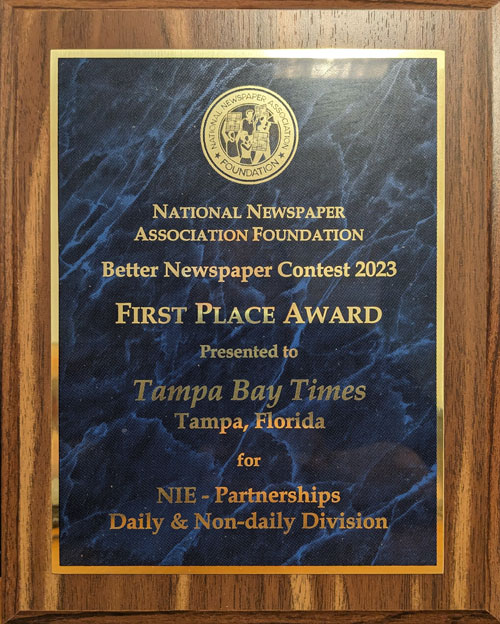 NATIONAL NEWSPAPER ASSOCIATION
FOUNDATION
NATIONAL NEWSPAPER
ASSOCIATION FOUNDATION
Better Newspaper Contest 2023
FIRST PLACE AWARD
Presented to
Tampa Bay Times
Tampa, Florida
for
NIE - Partnerships
Daily & Non-daily Division